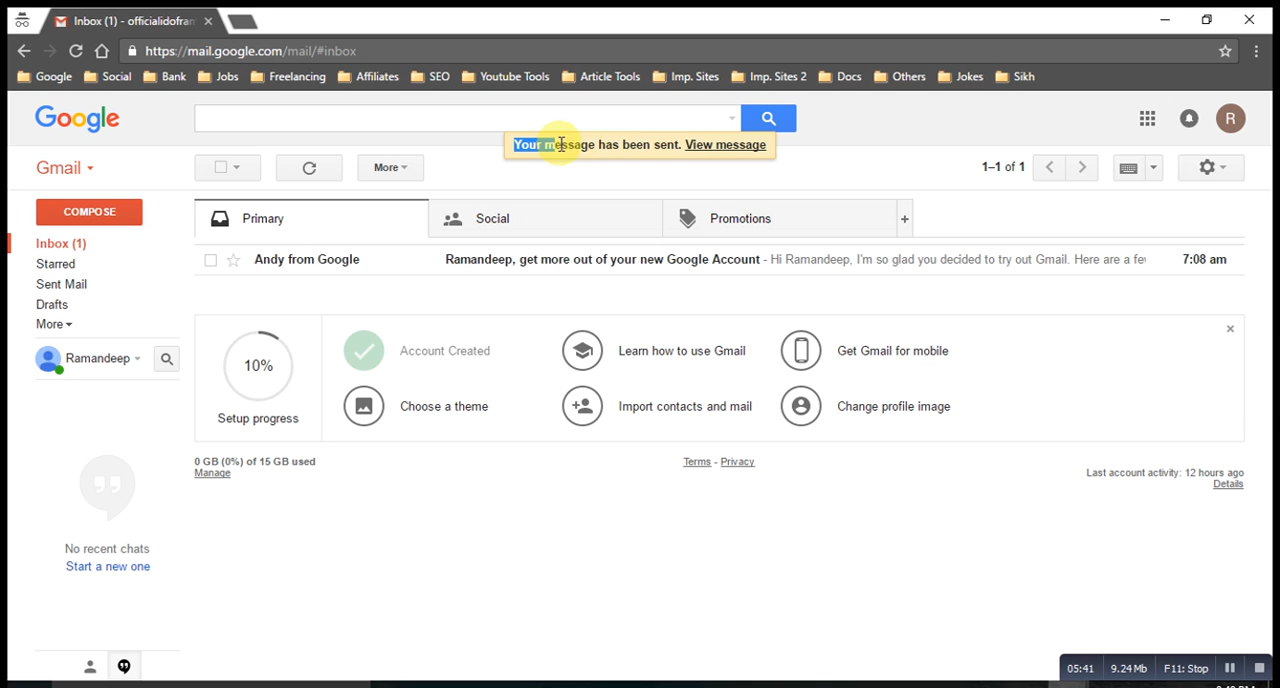 Inbox (1) - officialidofram
https://mail.google.com/mail/#inbox
Google Social Bank Jobs Freelancing Affiliates SEO Youtube Tools Article Tools Imp. Sites Imp. Sites 2 Docs Others Jokes Sikh
Google
R
Your message has been sent. View message
Gmail
More
1–1 of 1
COMPOSE
Primary Social Promotions +
Inbox (1)
Starred
Sent Mail
Drafts
More
Andy from Google Ramandeep, get more out of your new Google Account - Hi Ramandeep, I'm so glad you decided to try out Gmail. Here are a fev 7:08 am
Ramandeep
10%
Setup progress
Account Created Learn how to use Gmail Get Gmail for mobile
Choose a theme Import contacts and mail Change profile image
0 GB (0%) of 15 GB used
Manage
Terms - Privacy
Last account activity: 12 hours ago
Details
No recent chats
Start a new one
05:41 9.24 Mb F11: Stop